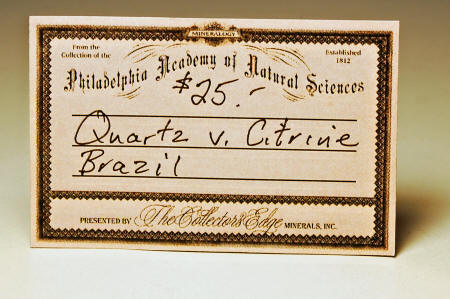 MINERALOGY
From the Established
Collection of the 1812
Philadelphia Academy of Natural Sciences
$25.-
Quartz v. Citrine
Brazil
PRESENTED BY The Collector's Edge MINERALS, INC.